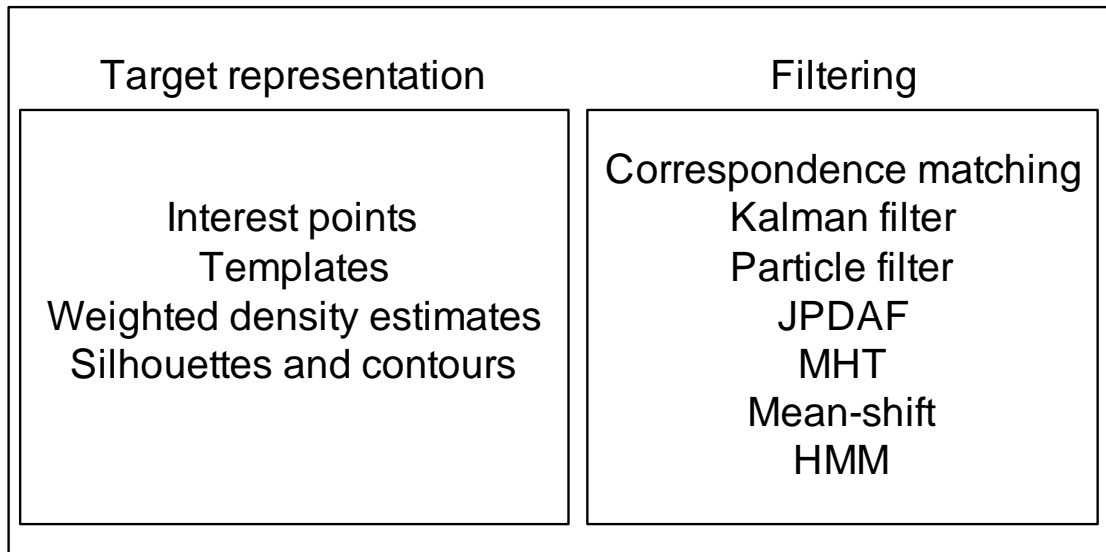 Target representation
Interest points
Templates
Weighted density estimates
Silhouettes and contours
Filtering
Correspondence matching
Kalman filter
Particle filter
JPDAF
MHT
Mean-shift
HMM